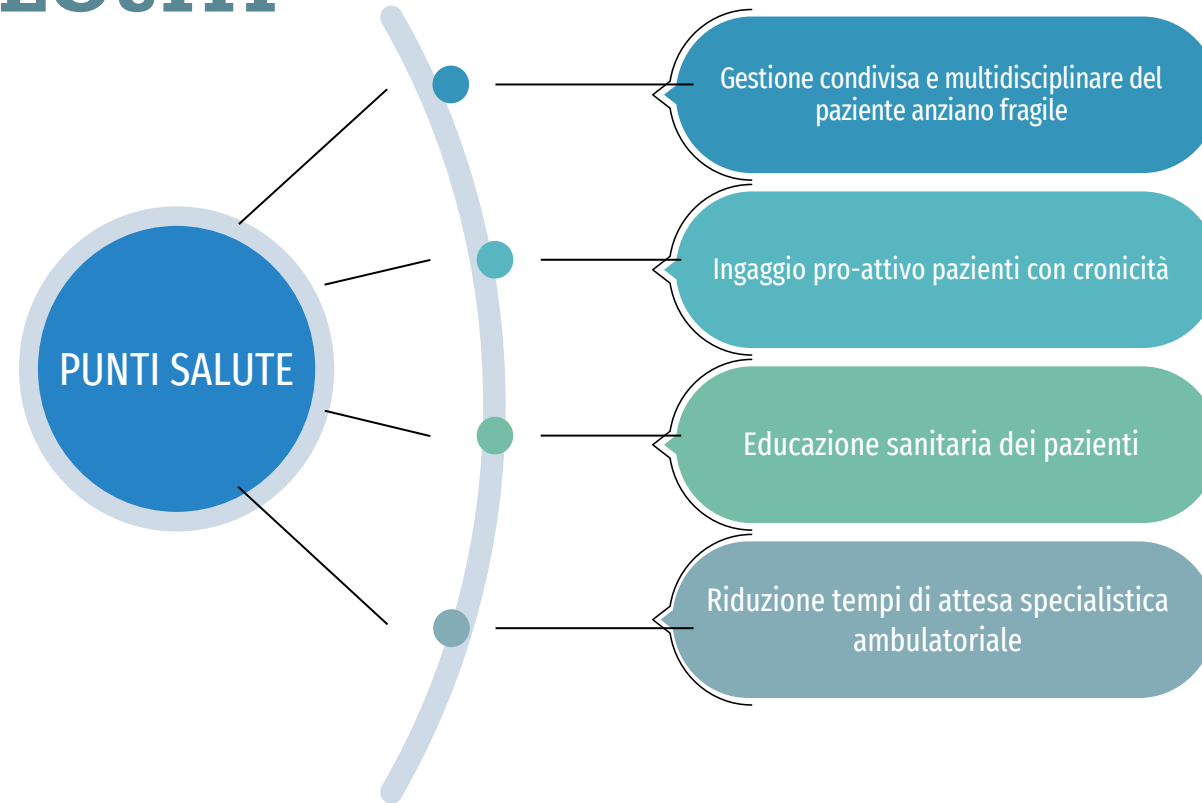 PUNTI SALUTE
Gestione condivisa e multidisciplinare del
paziente anziano fragile
Ingaggio pro-attivo pazienti con cronicità
Educazione sanitaria dei pazienti
Riduzione tempi di attesa specialistica
ambulatoriale